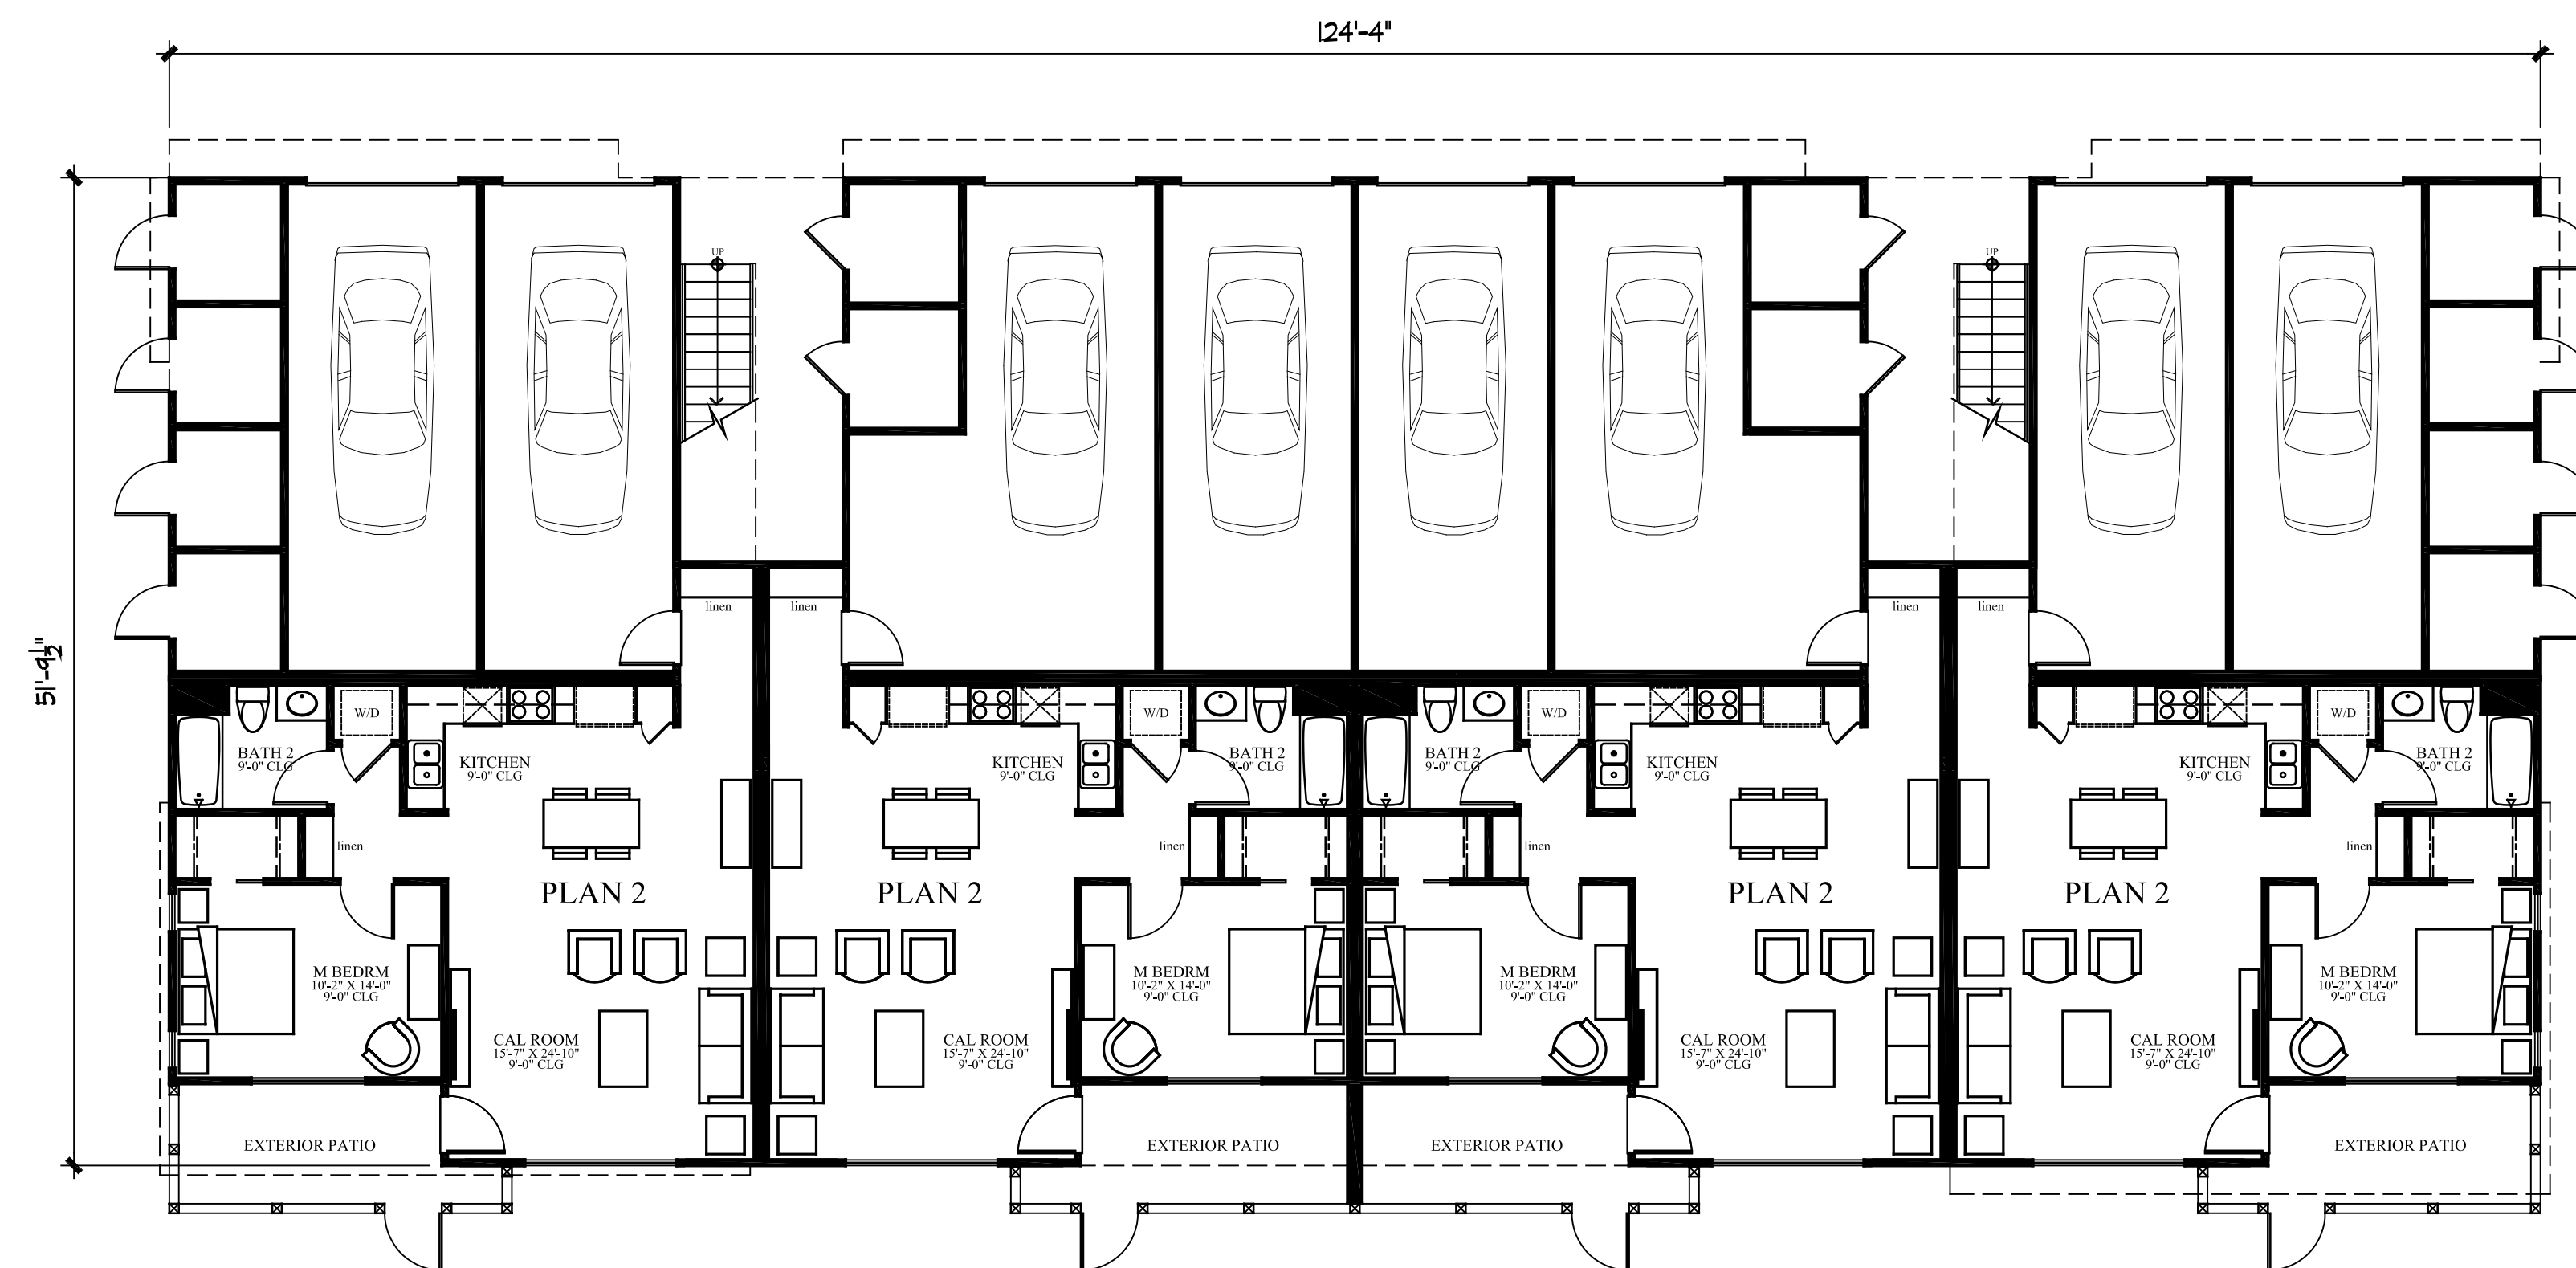 124'-4"
51'-9½"
UP
UP
linen
linen
linen
linen
W/D
W/D
W/D
W/D
BATH 2
9'-0" CLG
KITCHEN
9'-0" CLG
KITCHEN
9'-0" CLG
BATH 2
9'-0" CLG
BATH 2
9'-0" CLG
KITCHEN
9'-0" CLG
KITCHEN
9'-0" CLG
BATH 2
9'-0" CLG
linen
linen
linen
linen
PLAN 2
PLAN 2
PLAN 2
PLAN 2
M BEDRM
10'-2" X 14'-0"
9'-0" CLG
M BEDRM
10'-2" X 14'-0"
9'-0" CLG
M BEDRM
10'-2" X 14'-0"
9'-0" CLG
M BEDRM
10'-2" X 14'-0"
9'-0" CLG
CAL ROOM
15'-7" X 24'-10"
9'-0" CLG
CAL ROOM
15'-7" X 24'-10"
9'-0" CLG
CAL ROOM
15'-7" X 24'-10"
9'-0" CLG
CAL ROOM
15'-7" X 24'-10"
9'-0" CLG
EXTERIOR PATIO
EXTERIOR PATIO
EXTERIOR PATIO
EXTERIOR PATIO